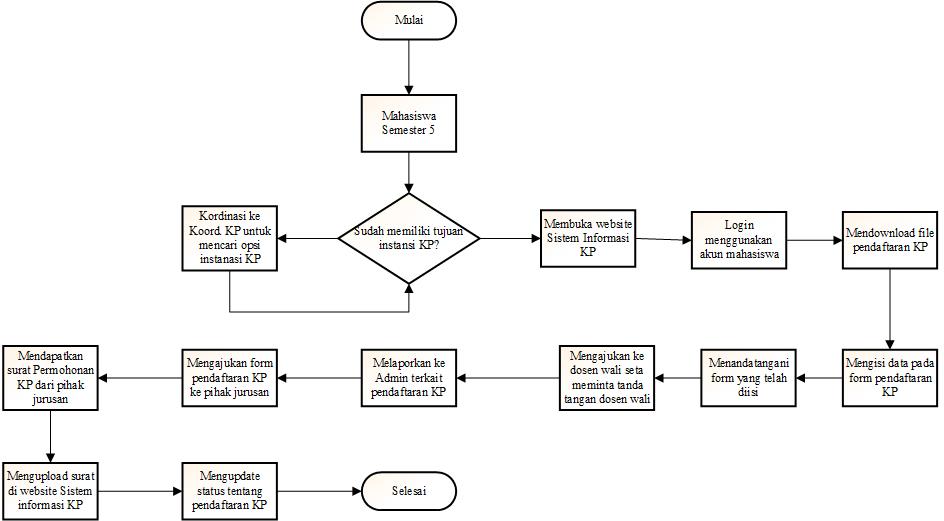 Mulai
Mahasiswa
Semester 5
Sudah memiliki tujuan
instansi KP?
Kordinasi ke
Koord. KP untuk
mencari opsi
instanasi KP
Membuka website
Sistem Informasi
KP
Login
menggunakan
akun mahasiswa
Mendownload file
pendaftaran KP
Mengisi data pada
form pendaftaran
KP
Menandatangani
form yang telah
diisi
Mengajukan ke
dosen wali seta
meminta tanda
tangan dosen wali
Melaporkan ke
Admin terkait
pendaftaran KP
Mengajukan form
pendaftaran KP
ke pihak jurusan
Mendapatkan
surat Permohonan
KP dari pihak
jurusan
Mengupload surat
di website Sistem
informasi KP
Mengupdate
status tentang
pendaftaran KP
Selesai